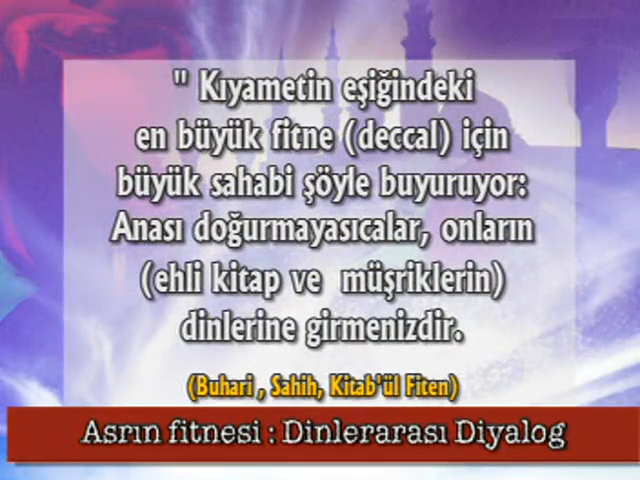 " Kıyametin eşiğindeki
en büyük fitne (deccal) için
büyük sahabi şöyle buyuruyor:
Anası doğurmayasıcalar, onların
(ehli kitap ve müşriklerin)
dinlerine girmenizdir.
(Buhari , Sahih, Kitab'ül Fiten)
Asrın fitnesi : Dinlerarası Diyalog